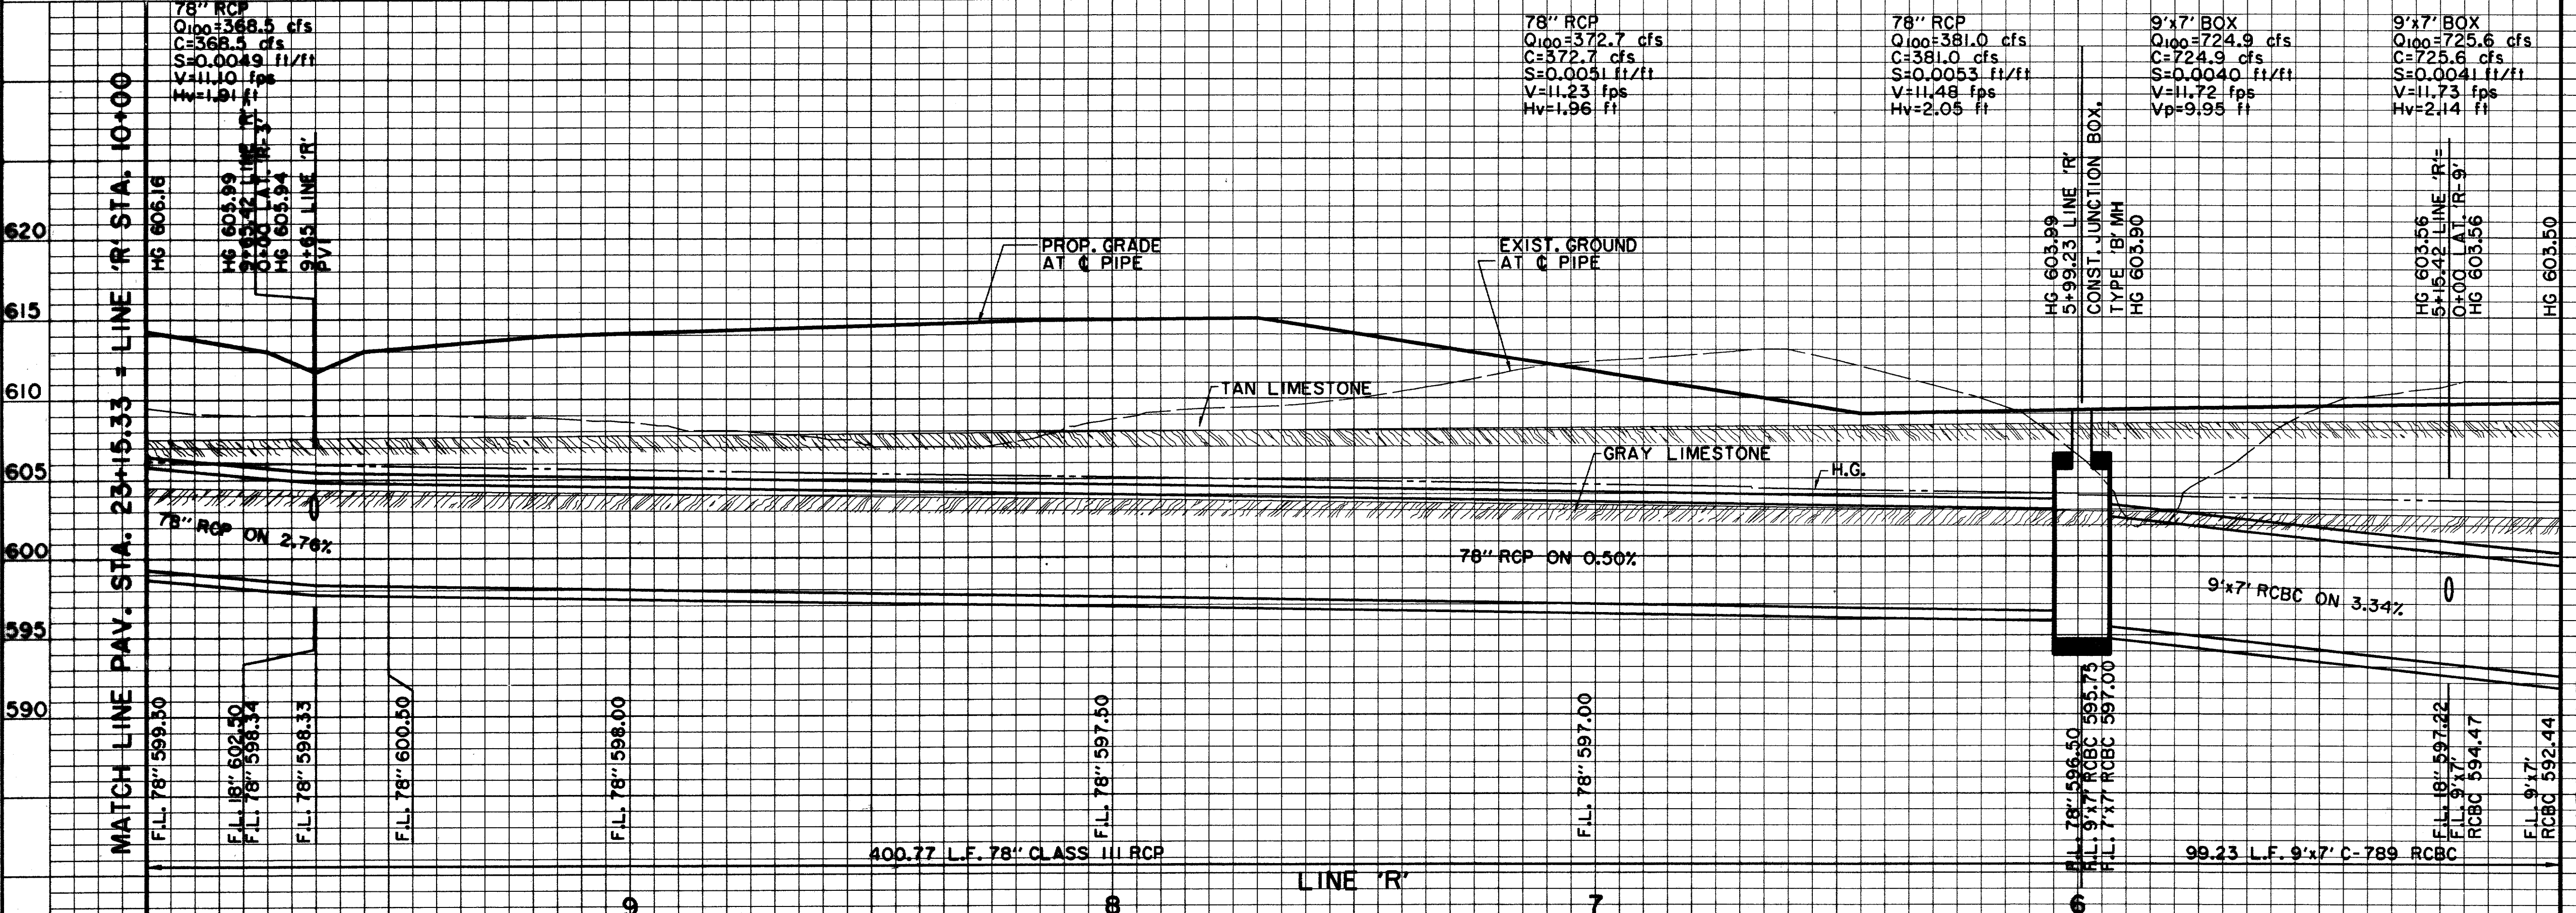 78" RCP
Q100=368.5 cfs
C=368.5 cfs
S=0.0049 ft/ft
V=11.10 fps
Hv=1.91 ft
78" RCP
Q100=372.7 cfs
C=372.7 cfs
S=0.0051 ft/ft
V=11.23 fps
Hv=1.96 ft
78" RCP
Q100=381.0 cfs
C=381.0 cfs
S=0.0053 ft/ft
V=11.48 fps
Hv=2.05 ft
9'x7' BOX
Q100=724.9 cfs
C=724.9 cfs
S=0.0040 ft/ft
V=11.72 fps
Vp=9.95 ft
9'x7' BOX
Q100=725.6 cfs
C=725.6 cfs
S=0.0041 ft/ft
V=11.73 fps
Hv=2.14 ft
MATCH LINE PAV. STA. 23+15.33 = LINE 'R' STA. 10+00
HG 606.16
HG 605.99
9+65.42 LINE 'R'=
0+00 LAT. 'R-3'
HG 605.94
9+65 LINE 'R'
PVI
HG 603.99
5+99.23 LINE 'R'
CONST. JUNCTION BOX,
TYPE 'B' MH
HG 603.90
HG 603.56
5+15.42 LINE 'R'=
0+00 LAT. 'R-9'
HG 603.56
HG 603.50
620
615
610
605
600
595
590
PROP. GRADE
AT ℄ PIPE
EXIST. GROUND
AT ℄ PIPE
TAN LIMESTONE
GRAY LIMESTONE
H.G.
78" RCP ON 2.76%
78" RCP ON 0.50%
9'x7' RCBC ON 3.34%
F.L. 78" 599.30
F.L. 18" 602.50
F.L. 78" 598.34
F.L. 78" 598.33
F.L. 78" 600.50
F.L. 78" 598.00
F.L. 78" 597.50
F.L. 78" 597.00
F.L. 78" 596.50
F.L. 9'x7' RCBC 595.75
F.L. 7'x7' RCBC 597.00
F.L. 18" 597.22
F.L. 9'x7'
RCBC 594.47
F.L. 9'x7'
RCBC 592.44
400.77 L.F. 78" CLASS III RCP
99.23 L.F. 9'x7' C-789 RCBC
LINE 'R'
9
8
7
6